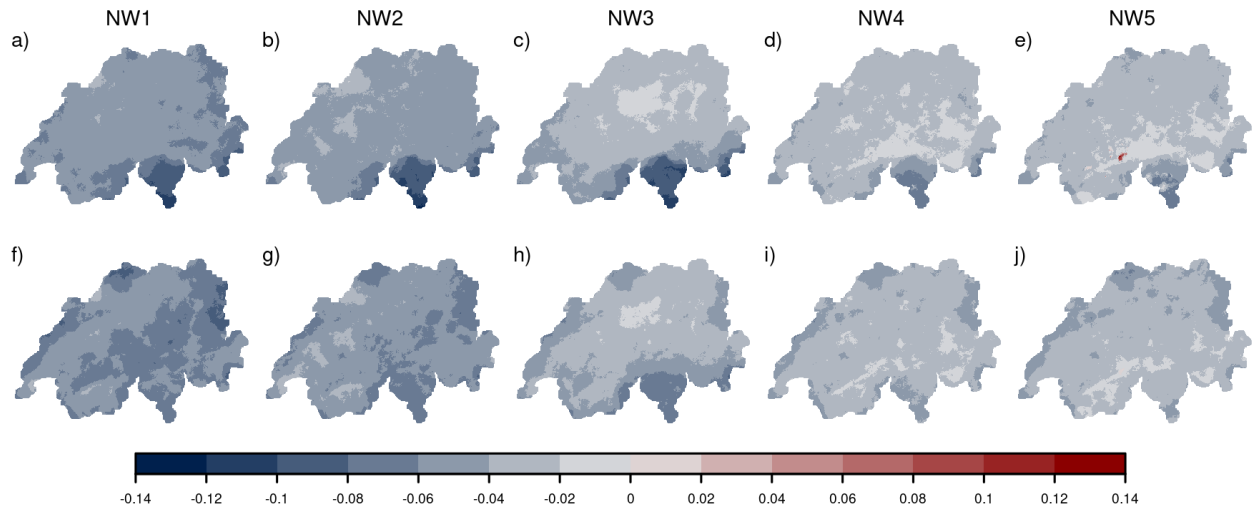 NW1 NW2 NW3 NW4 NW5
a) b) c) d) e)
f) g) h) i) j)
-0.14 -0.12 -0.1 -0.08 -0.06 -0.04 -0.02 0 0.02 0.04 0.06 0.08 0.1 0.12 0.14